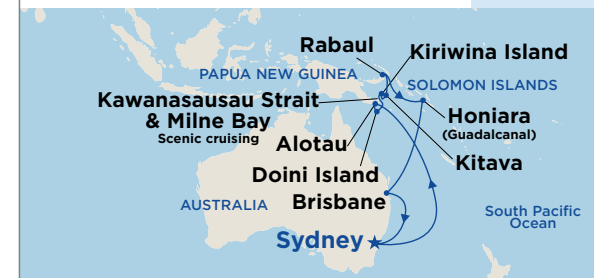 Rabaul
Kiriwina Island
PAPUA NEW GUINEA
SOLOMON ISLANDS
Kawanasausau Strait
& Milne Bay
Scenic cruising
Honiara
(Guadalcanal)
Alotau
Kitava
Doini Island
Brisbane
AUSTRALIA
South Pacific
Ocean
Sydney